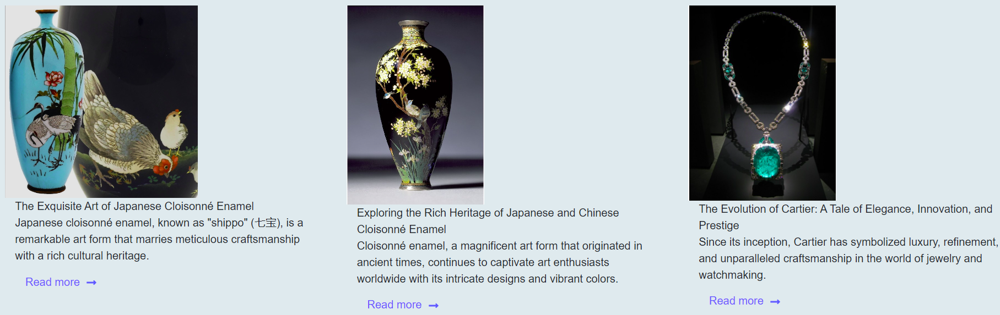 The Exquisite Art of Japanese Cloisonné Enamel
Japanese cloisonné enamel, known as "shippo" (七宝), is a
remarkable art form that marries meticulous craftsmanship
with a rich cultural heritage.
Read more →
Exploring the Rich Heritage of Japanese and Chinese
Cloisonné Enamel
Cloisonné enamel, a magnificent art form that originated in
ancient times, continues to captivate art enthusiasts
worldwide with its intricate designs and vibrant colors.
Read more →
The Evolution of Cartier: A Tale of Elegance, Innovation, and
Prestige
Since its inception, Cartier has symbolized luxury, refinement,
and unparalleled craftsmanship in the world of jewelry and
watchmaking.
Read more →